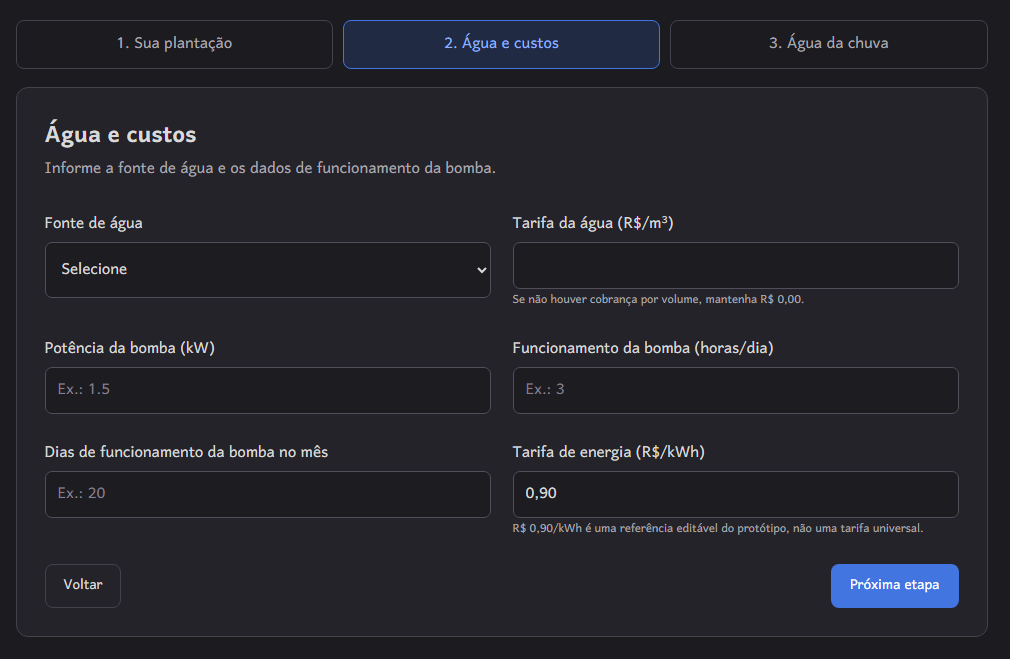 1. Sua plantação
2. Água e custos
3. Água da chuva
Água e custos
Informe a fonte de água e os dados de funcionamento da bomba.
Fonte de água
Tarifa da água (R$/m³)
Selecione
Se não houver cobrança por volume, mantenha R$ 0,00.
Potência da bomba (kW)
Funcionamento da bomba (horas/dia)
Ex.: 1.5
Ex.: 3
Dias de funcionamento da bomba no mês
Tarifa de energia (R$/kWh)
Ex.: 20
0,90
R$ 0,90/kWh é uma referência editável do protótipo, não uma tarifa universal.
Voltar
Próxima etapa